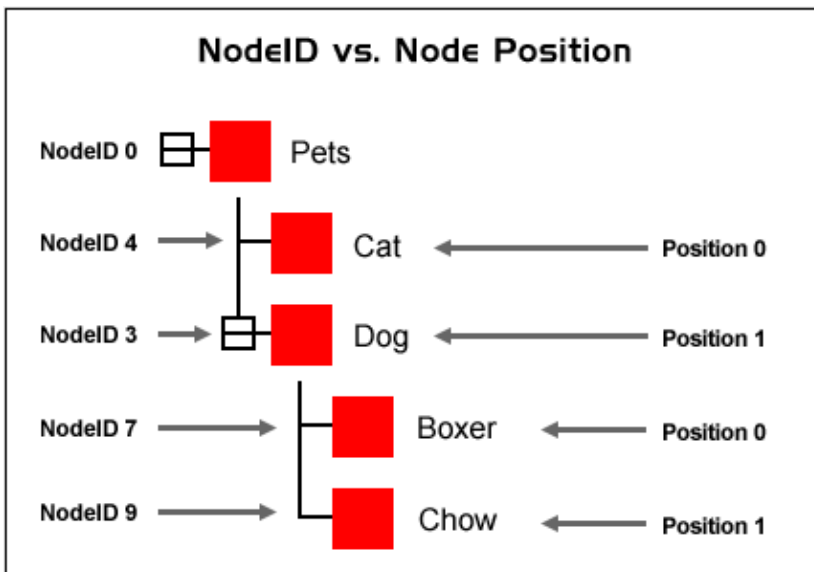 NodeID vs. Node Position
NodeID 0 Pets
NodeID 4 Cat Position 0
NodeID 3 Dog Position 1
NodeID 7 Boxer Position 0
NodeID 9 Chow Position 1